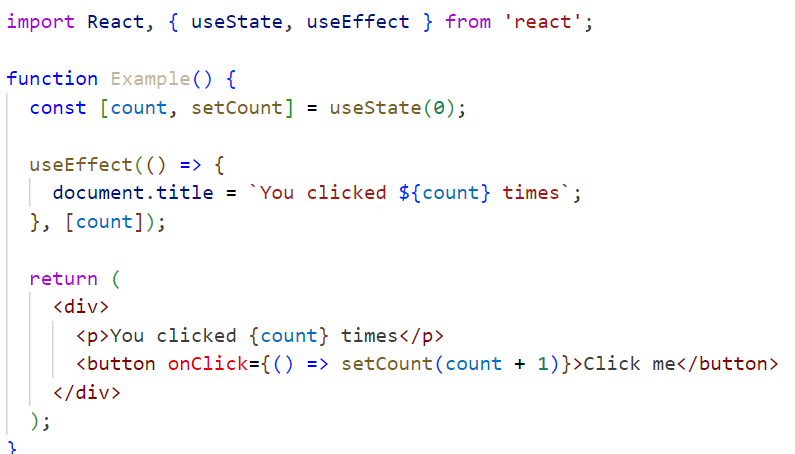 import React, { useState, useEffect } from 'react';
function Example() {
const [count, setCount] = useState(0);
useEffect(() => {
document.title = `You clicked ${count} times`;
}, [count]);
return (
<div>
<p>You clicked {count} times</p>
<button onClick={() => setCount(count + 1)}>Click me</button>
</div>
);
}